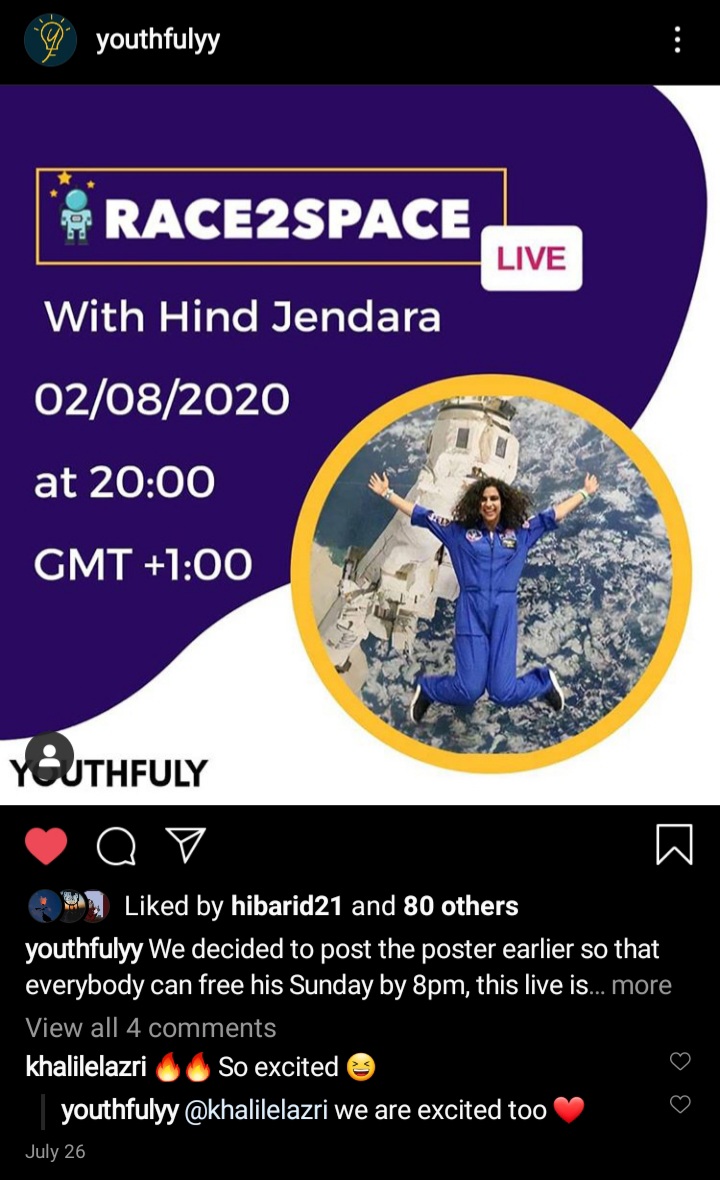 youthfulyy
RACE2SPACE
LIVE
With Hind Jendara
02/08/2020
at 20:00
GMT +1:00
YOUTHFULY
Liked by hibarid21 and 80 others
youthfulyy We decided to post the poster earlier so that
everybody can free his Sunday by 8pm, this live is... more
View all 4 comments
khalilelazri 🔥🔥 So excited 😆
youthfulyy @khalilelazri we are excited too ❤️
July 26